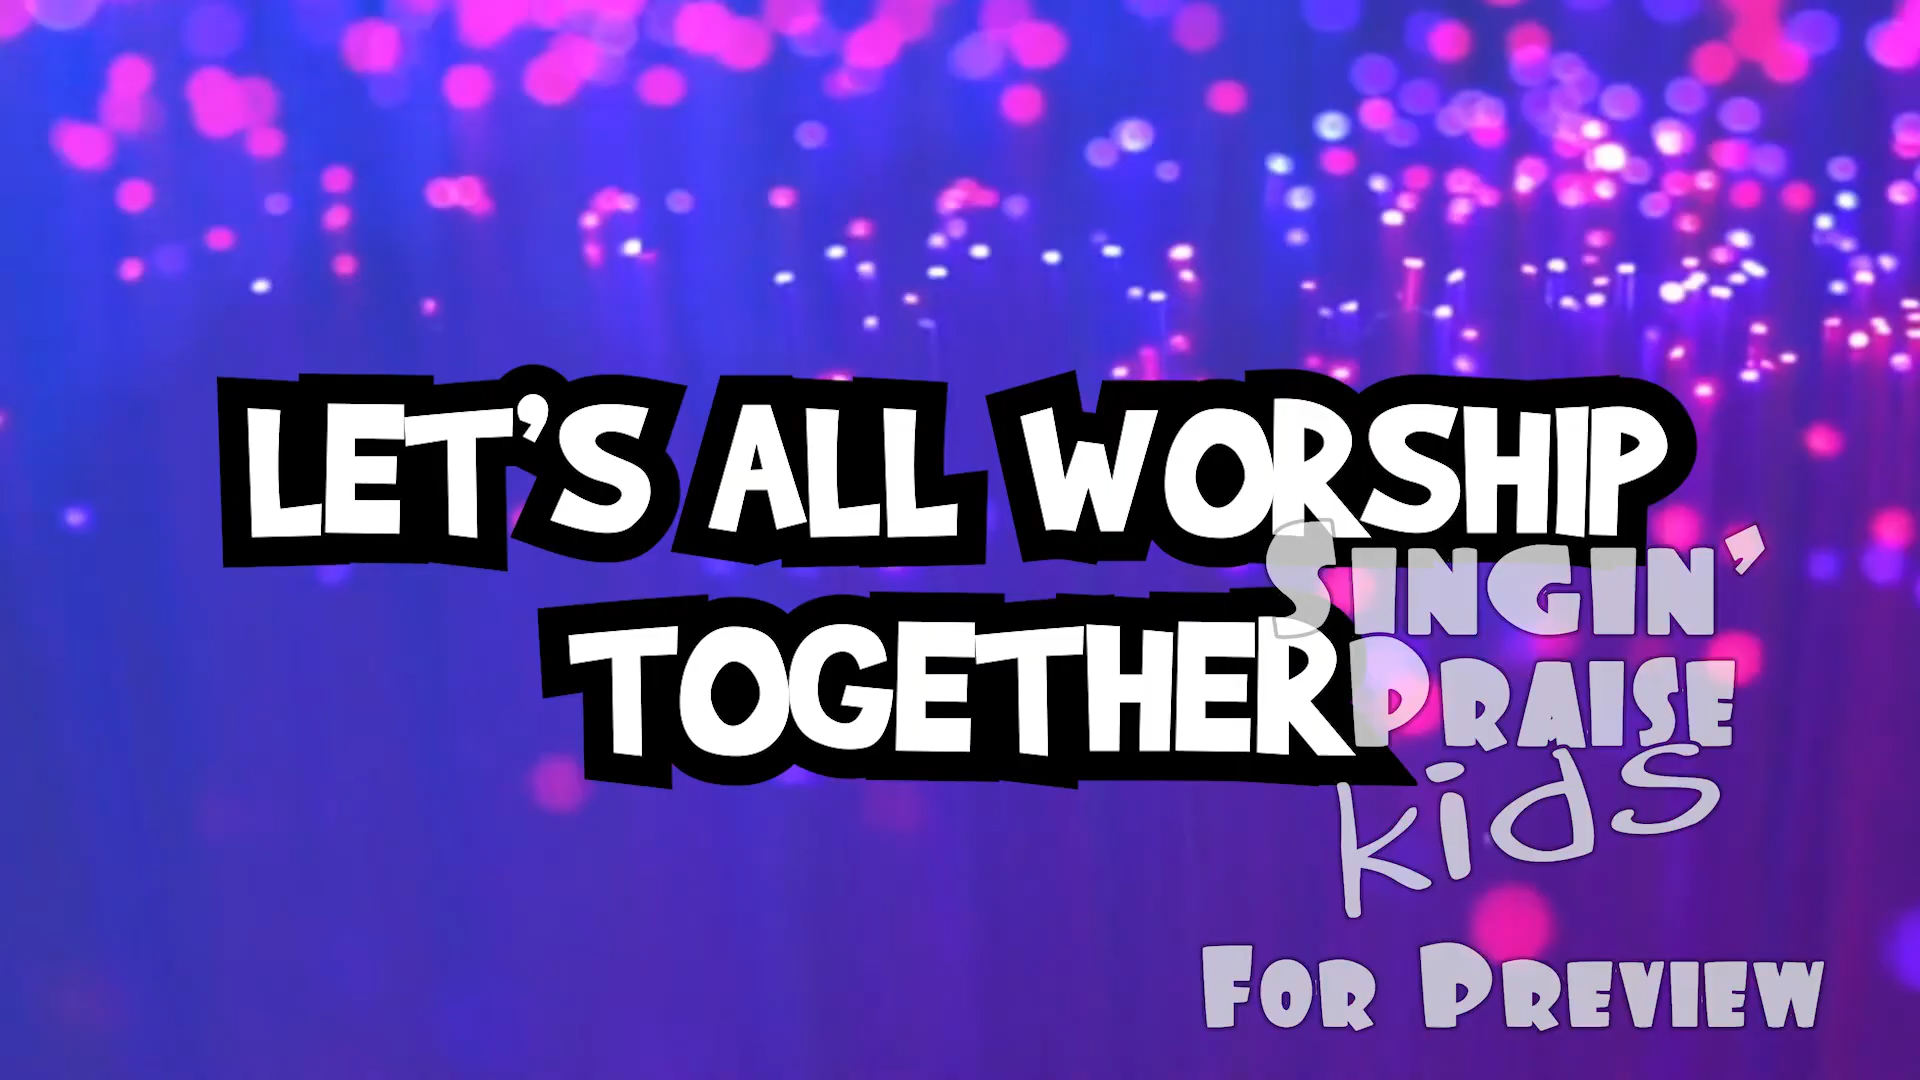 LET'S ALL WORSHIP
TOGETHER
SINGIN'
PRAISE
kids
FOR PREVIEW